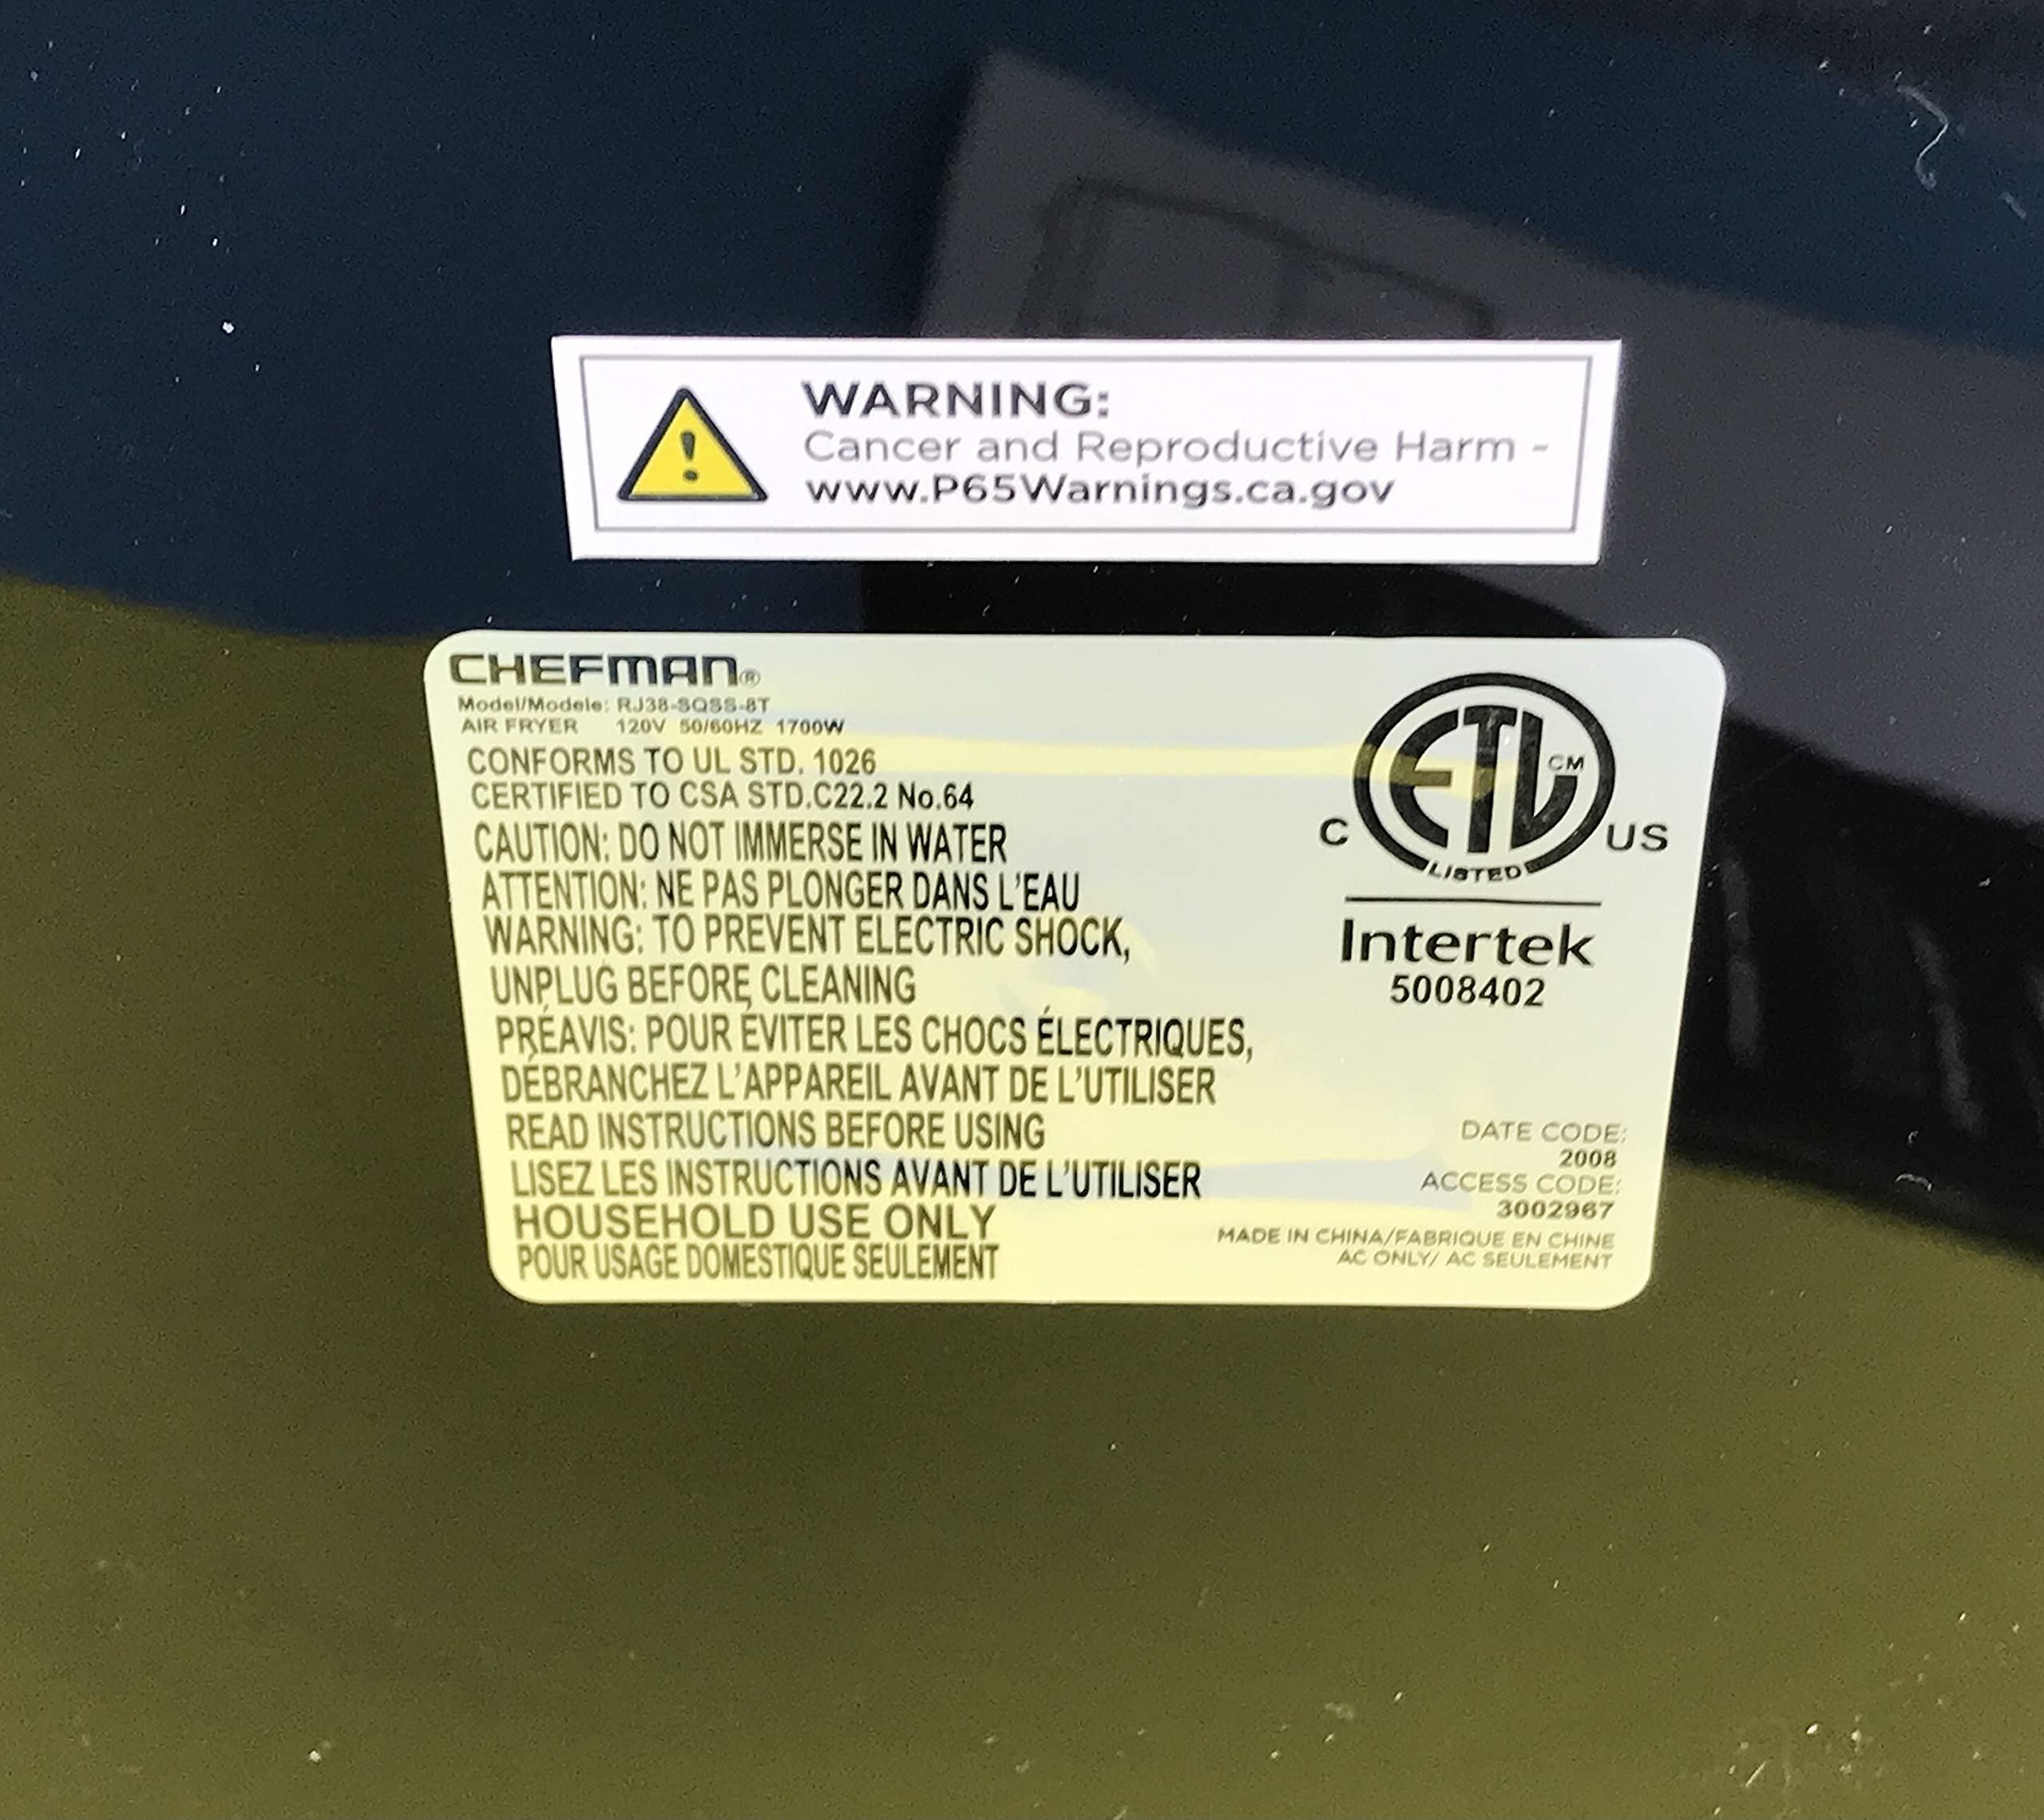 WARNING:
Cancer and Reproductive Harm -
www.P65Warnings.ca.gov
CHEFMAN®
Model/Modele: RJ38-SQSS-8T
AIR FRYER 120V 50/60HZ 1700W
CONFORMS TO UL STD. 1026
CERTIFIED TO CSA STD.C22.2 No.64
CAUTION: DO NOT IMMERSE IN WATER
ATTENTION: NE PAS PLONGER DANS L'EAU
WARNING: TO PREVENT ELECTRIC SHOCK,
UNPLUG BEFORE CLEANING
PRÉAVIS: POUR ÉVITER LES CHOCS ÉLECTRIQUES,
DÉBRANCHEZ L'APPAREIL AVANT DE L'UTILISER
READ INSTRUCTIONS BEFORE USING
LISEZ LES INSTRUCTIONS AVANT DE L'UTILISER
HOUSEHOLD USE ONLY
POUR USAGE DOMESTIQUE SEULEMENT
ETL CM
C US
LISTED
Intertek
5008402
DATE CODE:
2008
ACCESS CODE:
3002967
MADE IN CHINA/FABRIQUE EN CHINE
AC ONLY/ AC SEULEMENT